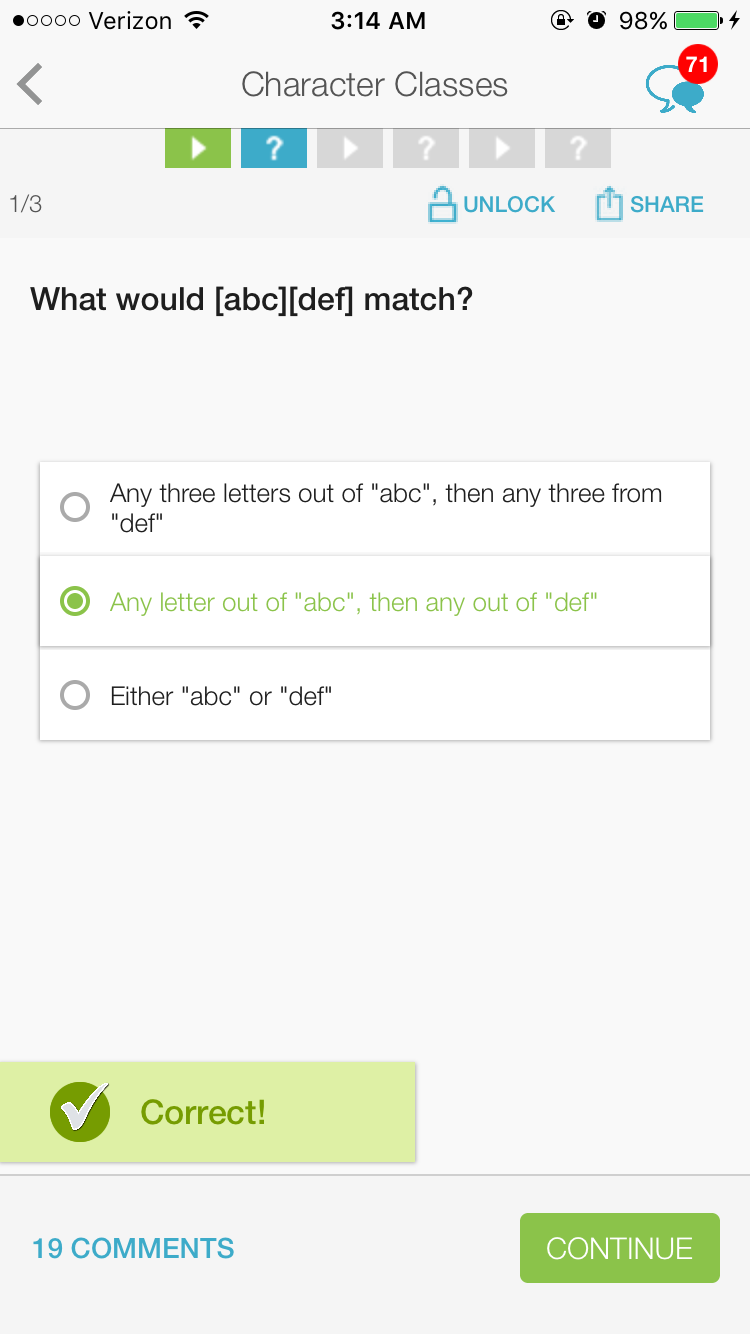 Verizon 3:14 AM 98%
Character Classes 71
? ? ?
1/3 UNLOCK SHARE
What would [abc][def] match?
Any three letters out of "abc", then any three from
"def"
Any letter out of "abc", then any out of "def"
Either "abc" or "def"
Correct!
19 COMMENTS CONTINUE